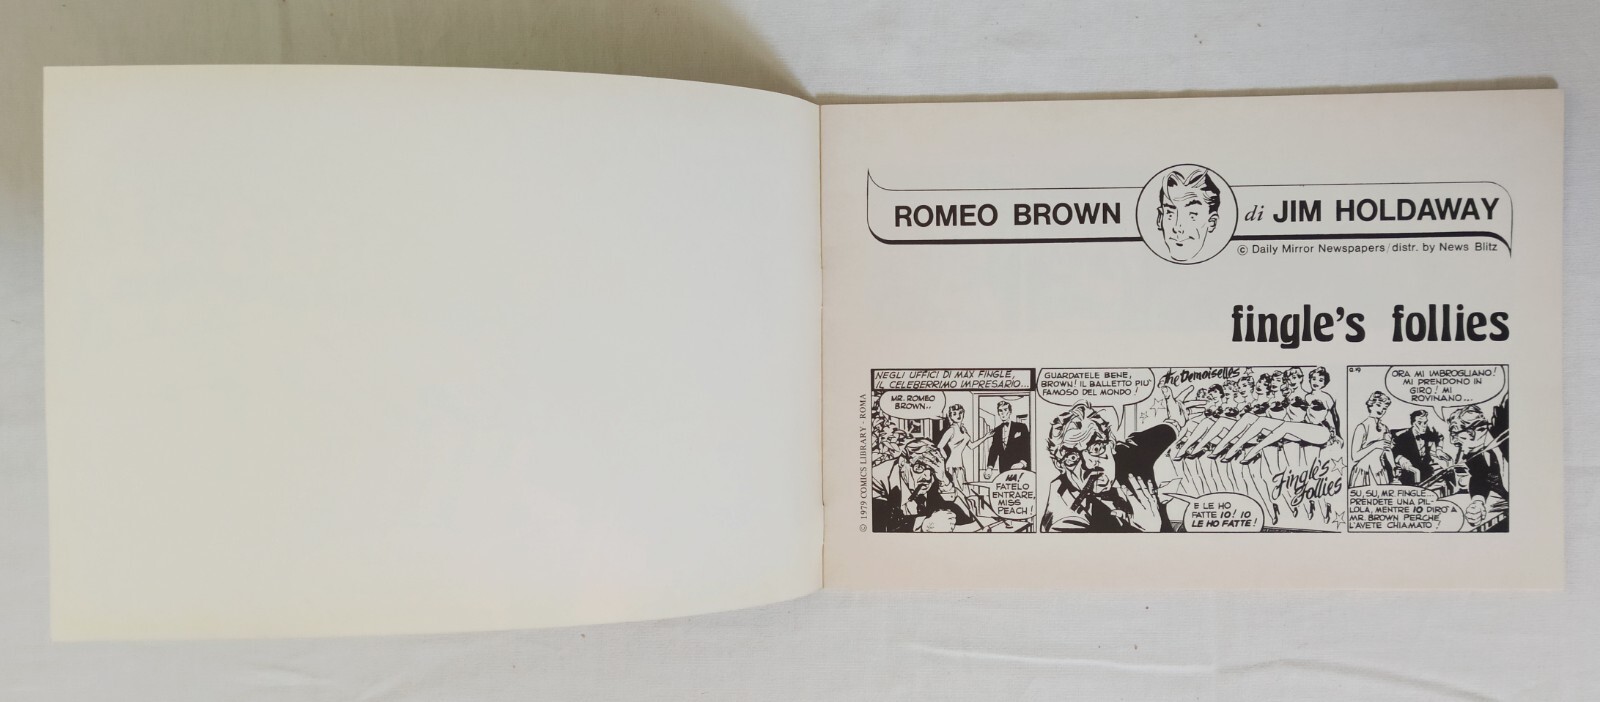 ROMEO BROWN di JIM HOLDAWAY
© Daily Mirror Newspapers/distr. by News Blitz
fingle's follies
© 1979 COMICS LIBRARY - ROMA
NEGLI UFFICI DI MAX FINGLE,
IL CELEBERRIMO IMPRESARIO...
MR. ROMEO
BROWN..
HA!
FATELO
ENTRARE,
MISS
PEACH!
GUARDATELE BENE,
BROWN! IL BALLETTO PIU'
FAMOSO DEL MONDO!
the Demoiselles
Fingle's
Follies
E LE HO
FATTE IO! IO
LE HO FATTE!
ORA MI IMBROGLIANO!
MI PRENDONO IN
GIRO! MI
ROVINANO...
SU, SU, MR. FINGLE...
PRENDETE UNA PIL-
LOLA, MENTRE IO DIRO' A
MR. BROWN PERCHE'
L'AVETE CHIAMATO!